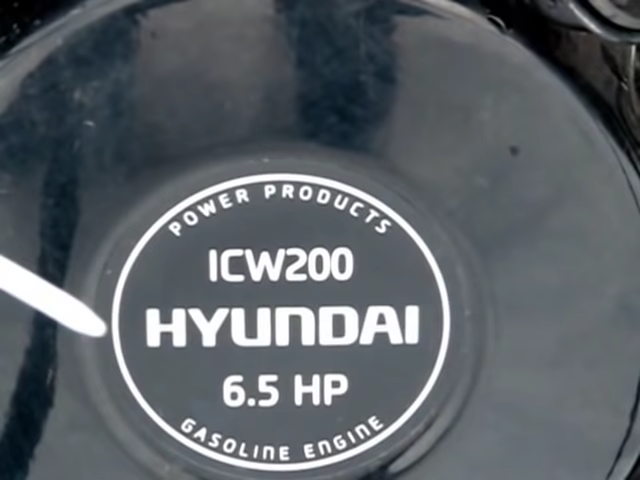 POWER PRODUCTS
ICW200
HYUNDAI
6.5 HP
GASOLINE ENGINE